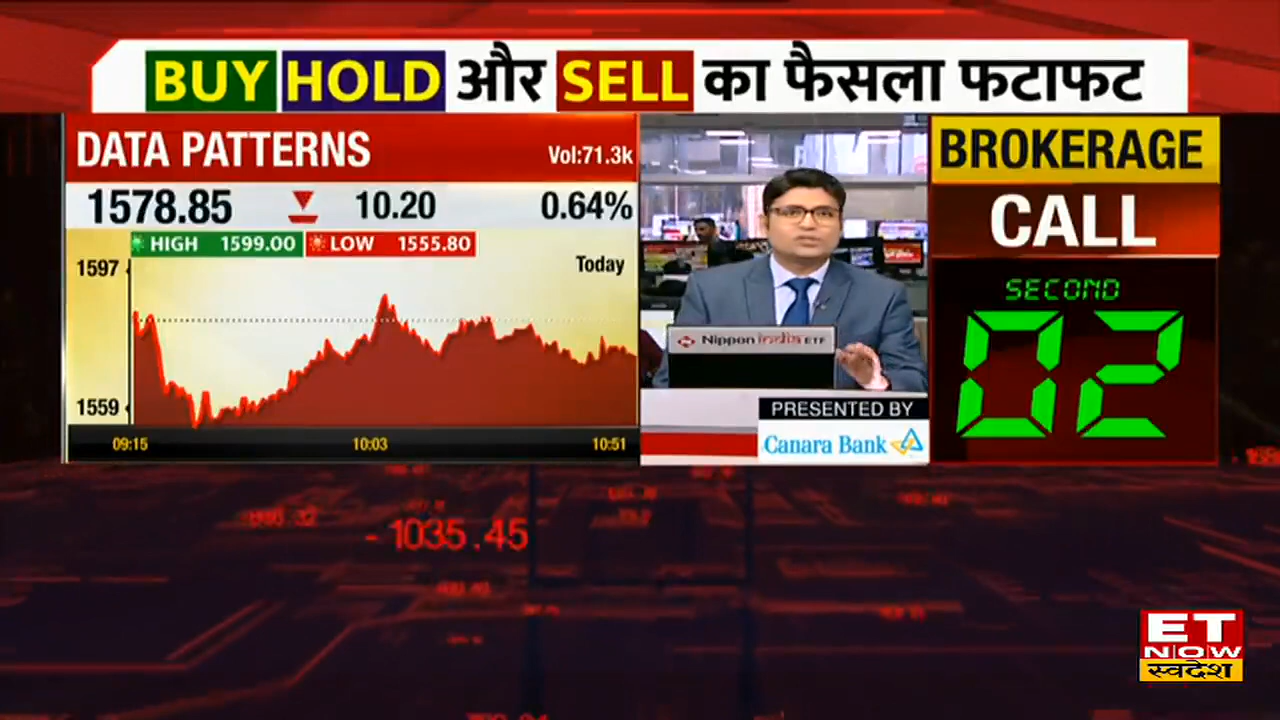 BUY HOLD और SELL का फैसला फटाफट
DATA PATTERNS
Vol:71.3k
1578.85 10.20 0.64%
HIGH 1599.00 LOW 1555.80
1597
Today
1559
09:15 10:03 10:51
Nippon india ETF
PRESENTED BY
Canara Bank
BROKERAGE
CALL
SECOND
02
-1035.45
ET
NOW
स्वदेश